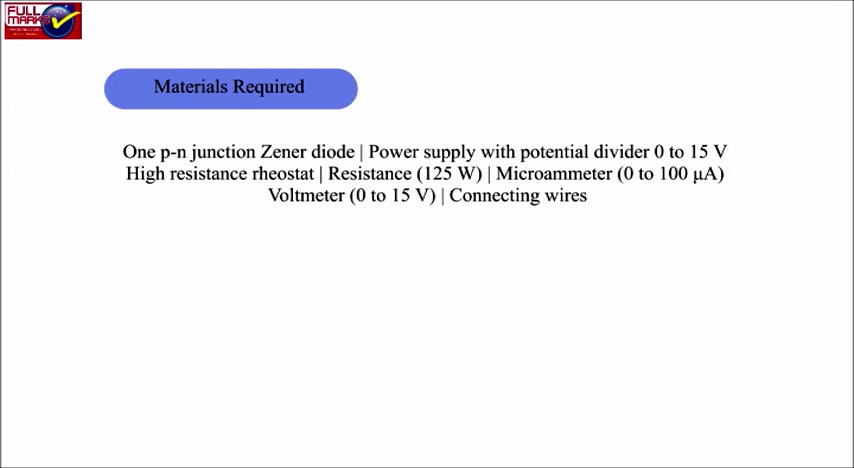 FULL
MARKS
Materials Required
One p-n junction Zener diode | Power supply with potential divider 0 to 15 V
High resistance rheostat | Resistance (125 W) | Microammeter (0 to 100 μA)
Voltmeter (0 to 15 V) | Connecting wires